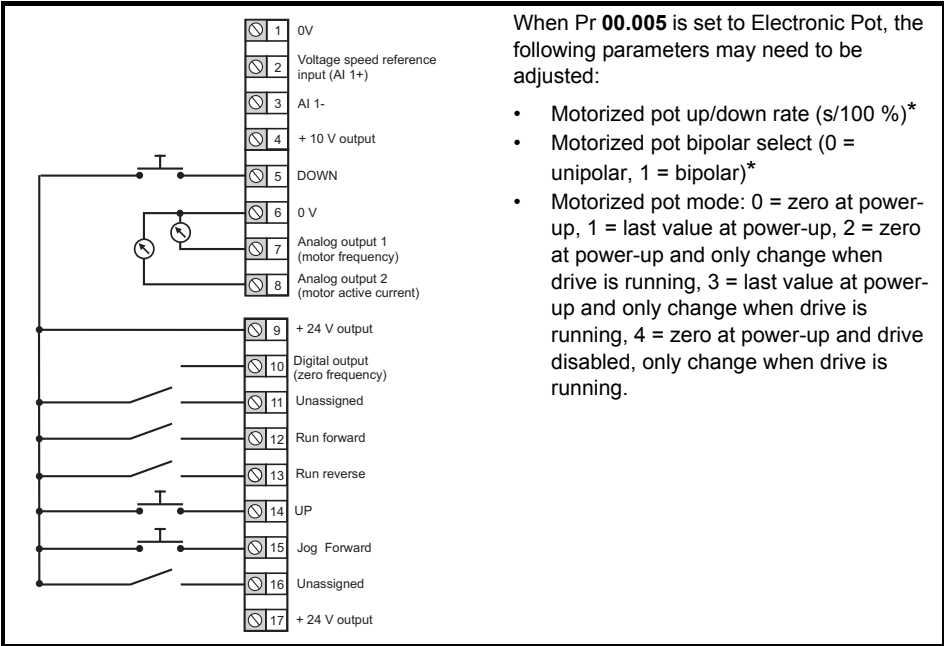 1 0V
2 Voltage speed reference
input (AI 1+)
3 AI 1-
4 + 10 V output
5 DOWN
6 0 V
7 Analog output 1
(motor frequency)
8 Analog output 2
(motor active current)
9 + 24 V output
10 Digital output
(zero frequency)
11 Unassigned
12 Run forward
13 Run reverse
14 UP
15 Jog Forward
16 Unassigned
17 + 24 V output
When Pr 00.005 is set to Electronic Pot, the
following parameters may need to be
adjusted:
• Motorized pot up/down rate (s/100 %)*
• Motorized pot bipolar select (0 =
unipolar, 1 = bipolar)*
• Motorized pot mode: 0 = zero at power-
up, 1 = last value at power-up, 2 = zero
at power-up and only change when
drive is running, 3 = last value at power-
up and only change when drive is
running, 4 = zero at power-up and drive
disabled, only change when drive is
running.